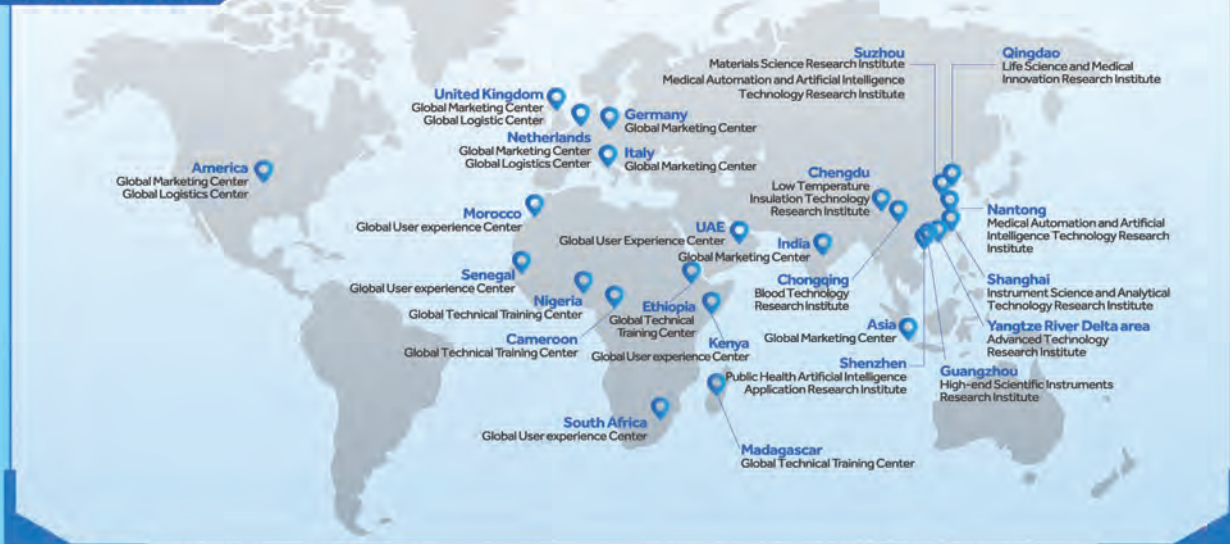 Suzhou
Materials Science Research Institute
Medical Automation and Artificial Intelligence
Technology Research Institute
Qingdao
Life Science and Medical
Innovation Research Institute
United Kingdom
Global Marketing Center
Global Logistic Center
Germany
Global Marketing Center
Netherlands
Global Marketing Center
Global Logistics Center
Italy
Global Marketing Center
America
Global Marketing Center
Global Logistics Center
Chengdu
Low Temperature
Insulation Technology
Research Institute
Morocco
Global User experience Center
UAE
Global User Experience Center
India
Global Marketing Center
Nantong
Medical Automation and Artificial
Intelligence Technology Research
Institute
Senegal
Global User experience Center
Nigeria
Global Technical Training Center
Ethiopia
Global Technical
Training Center
Chongqing
Blood Technology
Research Institute
Shanghai
Instrument Science and Analytical
Technology Research Institute
Cameroon
Global Technical Training Center
Kenya
Global User experience Center
Asia
Global Marketing Center
Yangtze River Delta area
Advanced Technology
Research Institute
Shenzhen
Public Health Artificial Intelligence
Application Research Institute
Guangzhou
High-end Scientific Instruments
Research Institute
South Africa
Global User experience Center
Madagascar
Global Technical Training Center